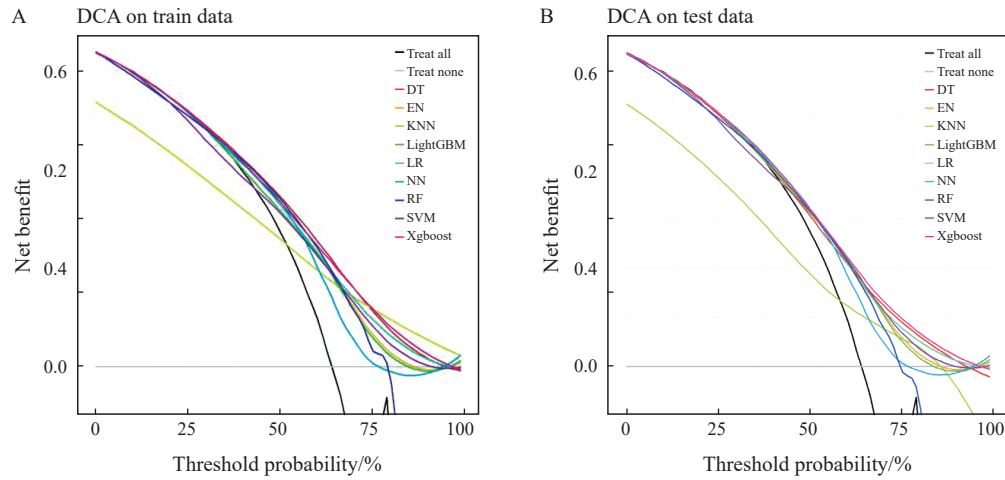 A DCA on train data
0.6
0.2
0.4
0.0
Net benefit
0 25 50 75 100
Threshold probability/%
Treat all
Treat none
DT
EN
KNN
LightGBM
LR
NN
RF
SVM
Xgboost
B DCA on test data
0.6
0.2
0.4
0.0
Net benefit
0 25 50 75 100
Threshold probability/%
Treat all
Treat none
DT
EN
KNN
LightGBM
LR
NN
RF
SVM
Xgboost